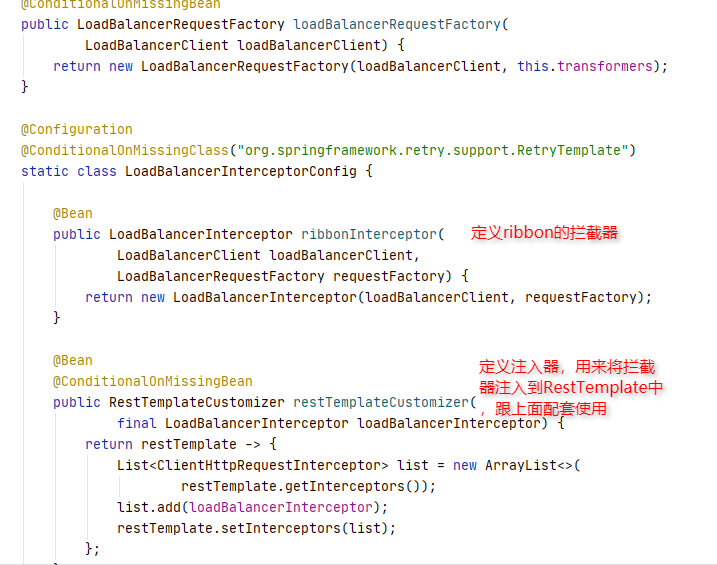 @ConditionalOnMissingBean
public LoadBalancerRequestFactory loadBalancerRequestFactory(
LoadBalancerClient loadBalancerClient) {
return new LoadBalancerRequestFactory(loadBalancerClient, this.transformers);
}
@Configuration
@ConditionalOnMissingClass("org.springframework.retry.support.RetryTemplate")
static class LoadBalancerInterceptorConfig {
@Bean
public LoadBalancerInterceptor ribbonInterceptor( 定义ribbon的拦截器
LoadBalancerClient loadBalancerClient,
LoadBalancerRequestFactory requestFactory) {
return new LoadBalancerInterceptor(loadBalancerClient, requestFactory);
}
@Bean
@ConditionalOnMissingBean
public RestTemplateCustomizer restTemplateCustomizer(
final LoadBalancerInterceptor loadBalancerInterceptor) {
定义注入器，用来将拦截
器注入到RestTemplate中
，跟上面配套使用
return restTemplate -> {
List<ClientHttpRequestInterceptor> list = new ArrayList<>(
restTemplate.getInterceptors());
list.add(loadBalancerInterceptor);
restTemplate.setInterceptors(list);
};